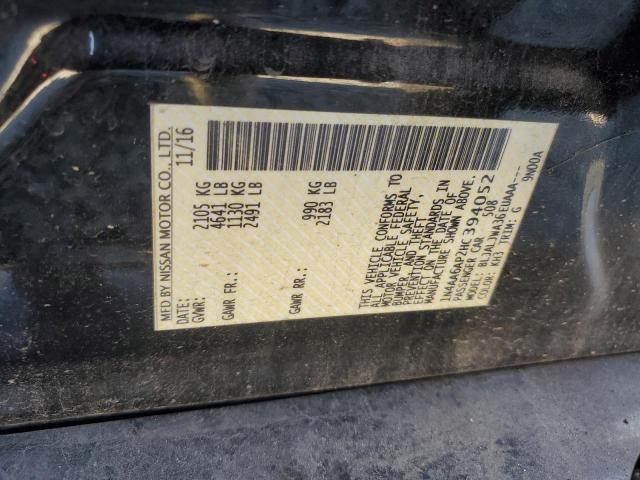 MFD BY NISSAN MOTOR CO., LTD.
DATE: 11/16
GVWR: 2105 KG
4641 LB
GAWR FR.: 1130 KG
2491 LB
GAWR RR.: 990 KG
2183 LB
THIS VEHICLE CONFORMS TO
ALL APPLICABLE FEDERAL
MOTOR VEHICLE SAFETY,
BUMPER AND THEFT
PREVENTION STANDARDS IN
EFFECT ON THE DATE OF
MANUFACTURE SHOWN ABOVE.
1N4AA6AP2HC394052
PASSENGER CAR 508
MODEL:
COLOR: KH3 TRIM: G
9N00A